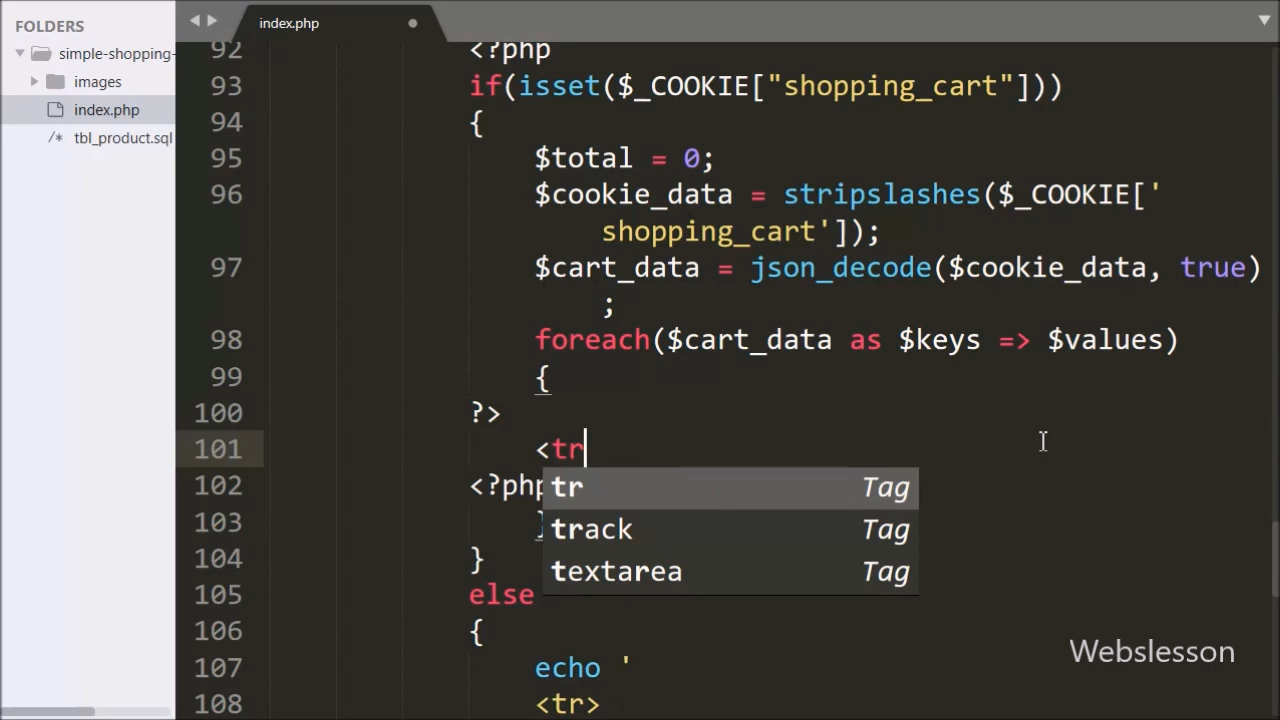 FOLDERS
simple-shopping-
images
index.php
/* tbl_product.sql
index.php
92 <?php
93 if(isset($_COOKIE["shopping_cart"]))
94 {
95 $total = 0;
96 $cookie_data = stripslashes($_COOKIE['
shopping_cart']);
97 $cart_data = json_decode($cookie_data, true)
;
98 foreach($cart_data as $keys => $values)
99 {
100 ?>
101 <tr
tr Tag
track Tag
textarea Tag
102 <?php
103 }
104 }
105 else
106 {
107 echo '
108 <tr>
Webslesson